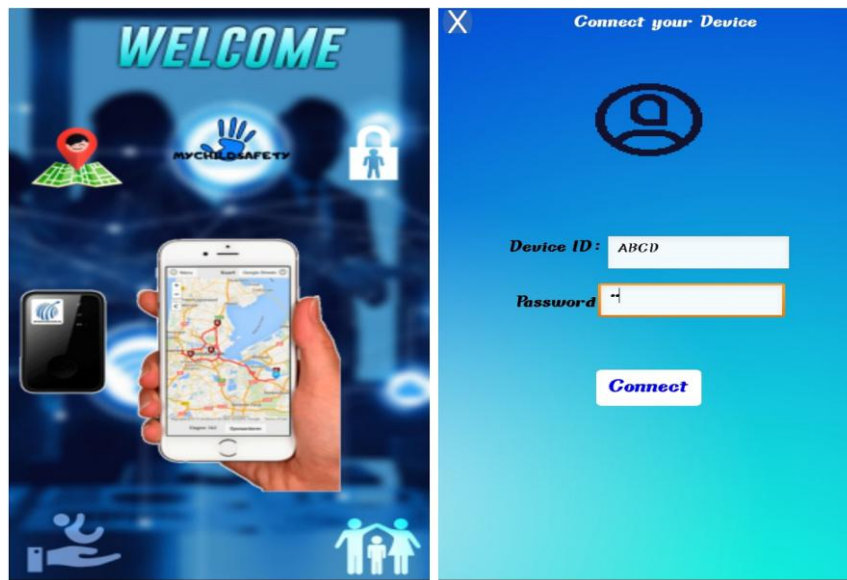 WELCOME
MYCHILDSAFETY
X
Connect your Device
Device ID :
ABCD
Password
Connect